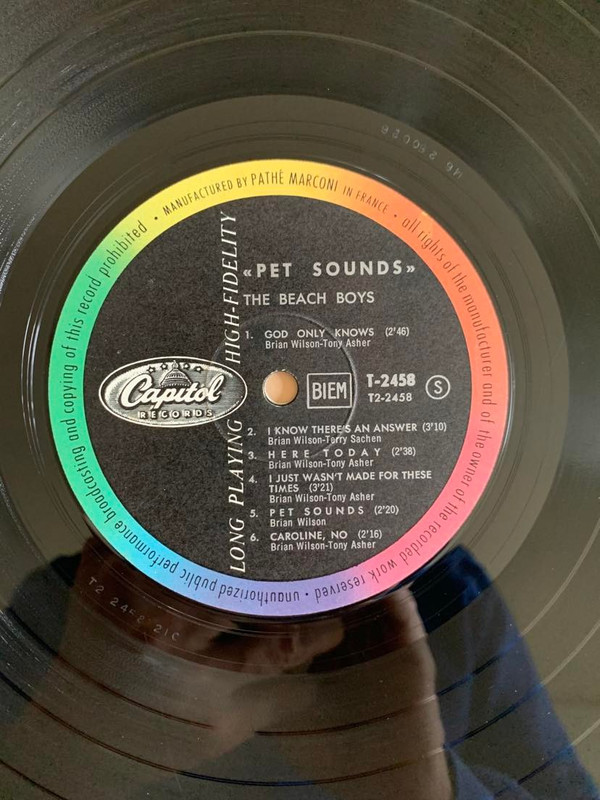 MANUFACTURED BY PATHÉ MARCONI IN FRANCE • all rights of the manufacturer and of the owner of the recorded work reserved • unauthorized public performance broadcasting and copying of this record prohibited •
LONG PLAYING HIGH-FIDELITY
«PET SOUNDS»
THE BEACH BOYS
1. GOD ONLY KNOWS (2'46)
Brian Wilson-Tony Asher
Capitol
RECORDS
BIEM
T-2458
T2-2458
S
2. I KNOW THERE'S AN ANSWER (3'10)
Brian Wilson-Terry Sachen
3. HERE TODAY (2'38)
Brian Wilson-Tony Asher
4. I JUST WASN'T MADE FOR THESE
TIMES (3'21)
Brian Wilson-Tony Asher
5. PET SOUNDS (2'20)
Brian Wilson
6. CAROLINE, NO (2'16)
Brian Wilson-Tony Asher
T2 2458 21C